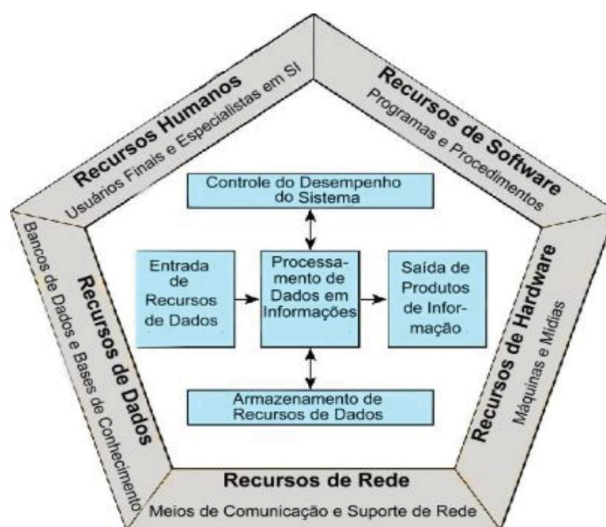 Recursos Humanos
Usuários Finais e Especialistas em SI
Recursos de Software
Programas e Procedimentos
Controle do Desempenho
do Sistema
Entrada
de
Recursos
de Dados
Processa-
mento de
Dados em
Informações
Saída de
Produtos
de Infor-
mação
Armazenamento de
Recursos de Dados
Recursos de Dados
Bancos de Dados e Bases de Conhecimento
Recursos de Hardware
Máquinas e Mídias
Recursos de Rede
Meios de Comunicação e Suporte de Rede